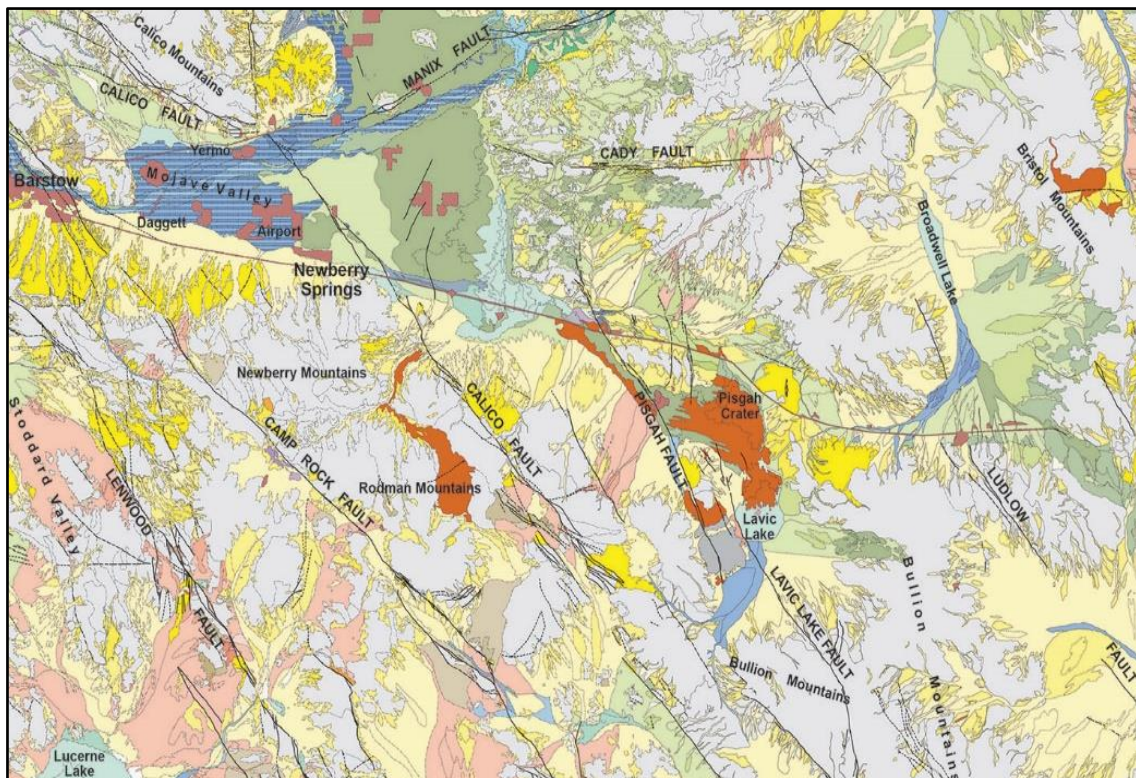 Calico Mountains
CALICO FAULT
MANIX FAULT
Yermo
CADY FAULT
Mojave Valley
Barstow
Daggett
Airport
Bristol Mountains
Broadwell Lake
Newberry
Springs
Newberry Mountains
Pisgah
Crater
CALICO FAULT
PISGAH FAULT
Stoddard Valley
LENWOOD
FAULT
CAMP ROCK FAULT
Rodman Mountains
LUDLOW
FAULT
Lavic
Lake
LAVIC LAKE FAULT
Bullion
Mountains
Bullion Mountains
Lucerne
Lake